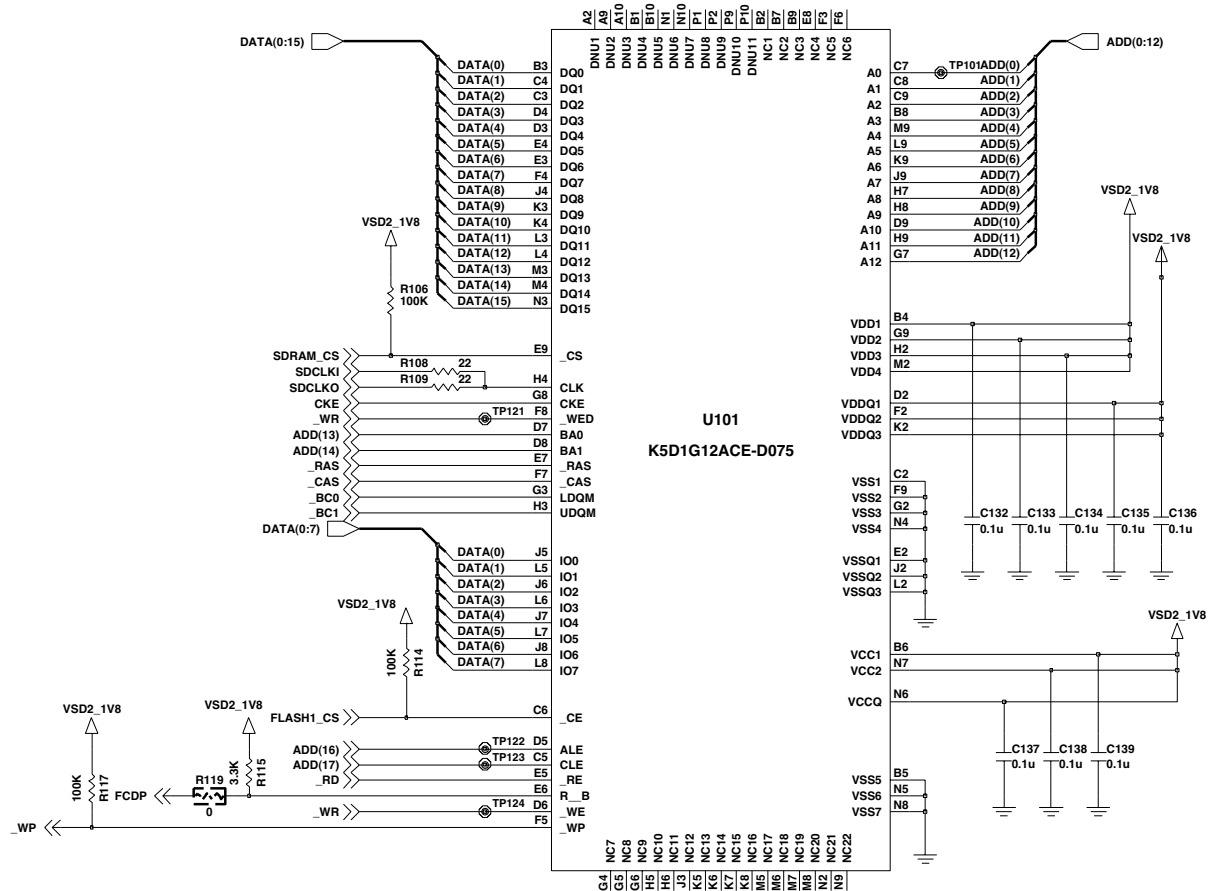 A2 A9 A10 B1 B10 N1 N10 P1 P2 P9 P10 B2 B7 B9 E8 F3 F6
DNU1 DNU2 DNU3 DNU4 DNU5 DNU6 DNU7 DNU8 DNU9 DNU10 DNU11 NC1 NC2 NC3 NC4 NC5 NC6
DATA(0:15)
DATA(0) B3 DQ0
DATA(1) C4 DQ1
DATA(2) C3 DQ2
DATA(3) D4 DQ3
DATA(4) D3 DQ4
DATA(5) E4 DQ5
DATA(6) E3 DQ6
DATA(7) F4 DQ7
DATA(8) J4 DQ8
DATA(9) K3 DQ9
DATA(10) K4 DQ10
DATA(11) L3 DQ11
DATA(12) L4 DQ12
DATA(13) M3 DQ13
DATA(14) M4 DQ14
DATA(15) N3 DQ15
VSD2_1V8
R106
100K
SDRAM_CS E9 _CS
SDCLKI R108 22
SDCLKO R109 22 H4 CLK
CKE G8 CKE
_WR TP121 F8 _WED
ADD(13) D7 BA0
ADD(14) D8 BA1
_RAS E7 _RAS
_CAS F7 _CAS
_BC0 G3 LDQM
_BC1 H3 UDQM
DATA(0:7)
DATA(0) J5 IO0
DATA(1) L5 IO1
DATA(2) J6 IO2
DATA(3) L6 IO3
DATA(4) J7 IO4
DATA(5) L7 IO5
DATA(6) J8 IO6
DATA(7) L8 IO7
VSD2_1V8
100K
R114
FLASH1_CS C6 _CE
ADD(16) TP122 D5 ALE
ADD(17) TP123 C5 CLE
_RD E5 _RE
VSD2_1V8
3.3K
R115
FCDP R119 0 E6 R__B
_WR TP124 D6 _WE
VSD2_1V8
100K
R117
_WP F5 _WP
U101
K5D1G12ACE-D075
ADD(0:12)
A0 C7 TP101 ADD(0)
A1 C8 ADD(1)
A2 C9 ADD(2)
A3 B8 ADD(3)
A4 M9 ADD(4)
A5 L9 ADD(5)
A6 K9 ADD(6)
A7 J9 ADD(7)
A8 H7 ADD(8)
A9 H8 ADD(9)
A10 D9 ADD(10)
A11 H9 ADD(11)
A12 G7 ADD(12)
VSD2_1V8
VSD2_1V8
VDD1 B4
VDD2 G9
VDD3 H2
VDD4 M2
VDDQ1 D2
VDDQ2 F2
VDDQ3 K2
VSS1 C2
VSS2 F9
VSS3 G2
VSS4 N4
VSSQ1 E2
VSSQ2 J2
VSSQ3 L2
C132 C133 C134 C135 C136
0.1u 0.1u 0.1u 0.1u 0.1u
VSD2_1V8
VCC1 B6
VCC2 N7
VCCQ N6
C137 C138 C139
0.1u 0.1u 0.1u
VSS5 B5
VSS6 N5
VSS7 N8
NC7 NC8 NC9 NC10 NC11 NC12 NC13 NC14 NC15 NC16 NC17 NC18 NC19 NC20 NC21 NC22
G4 G5 G6 H5 H6 J3 K5 K6 K7 K8 M5 M6 M7 M8 N2 N9